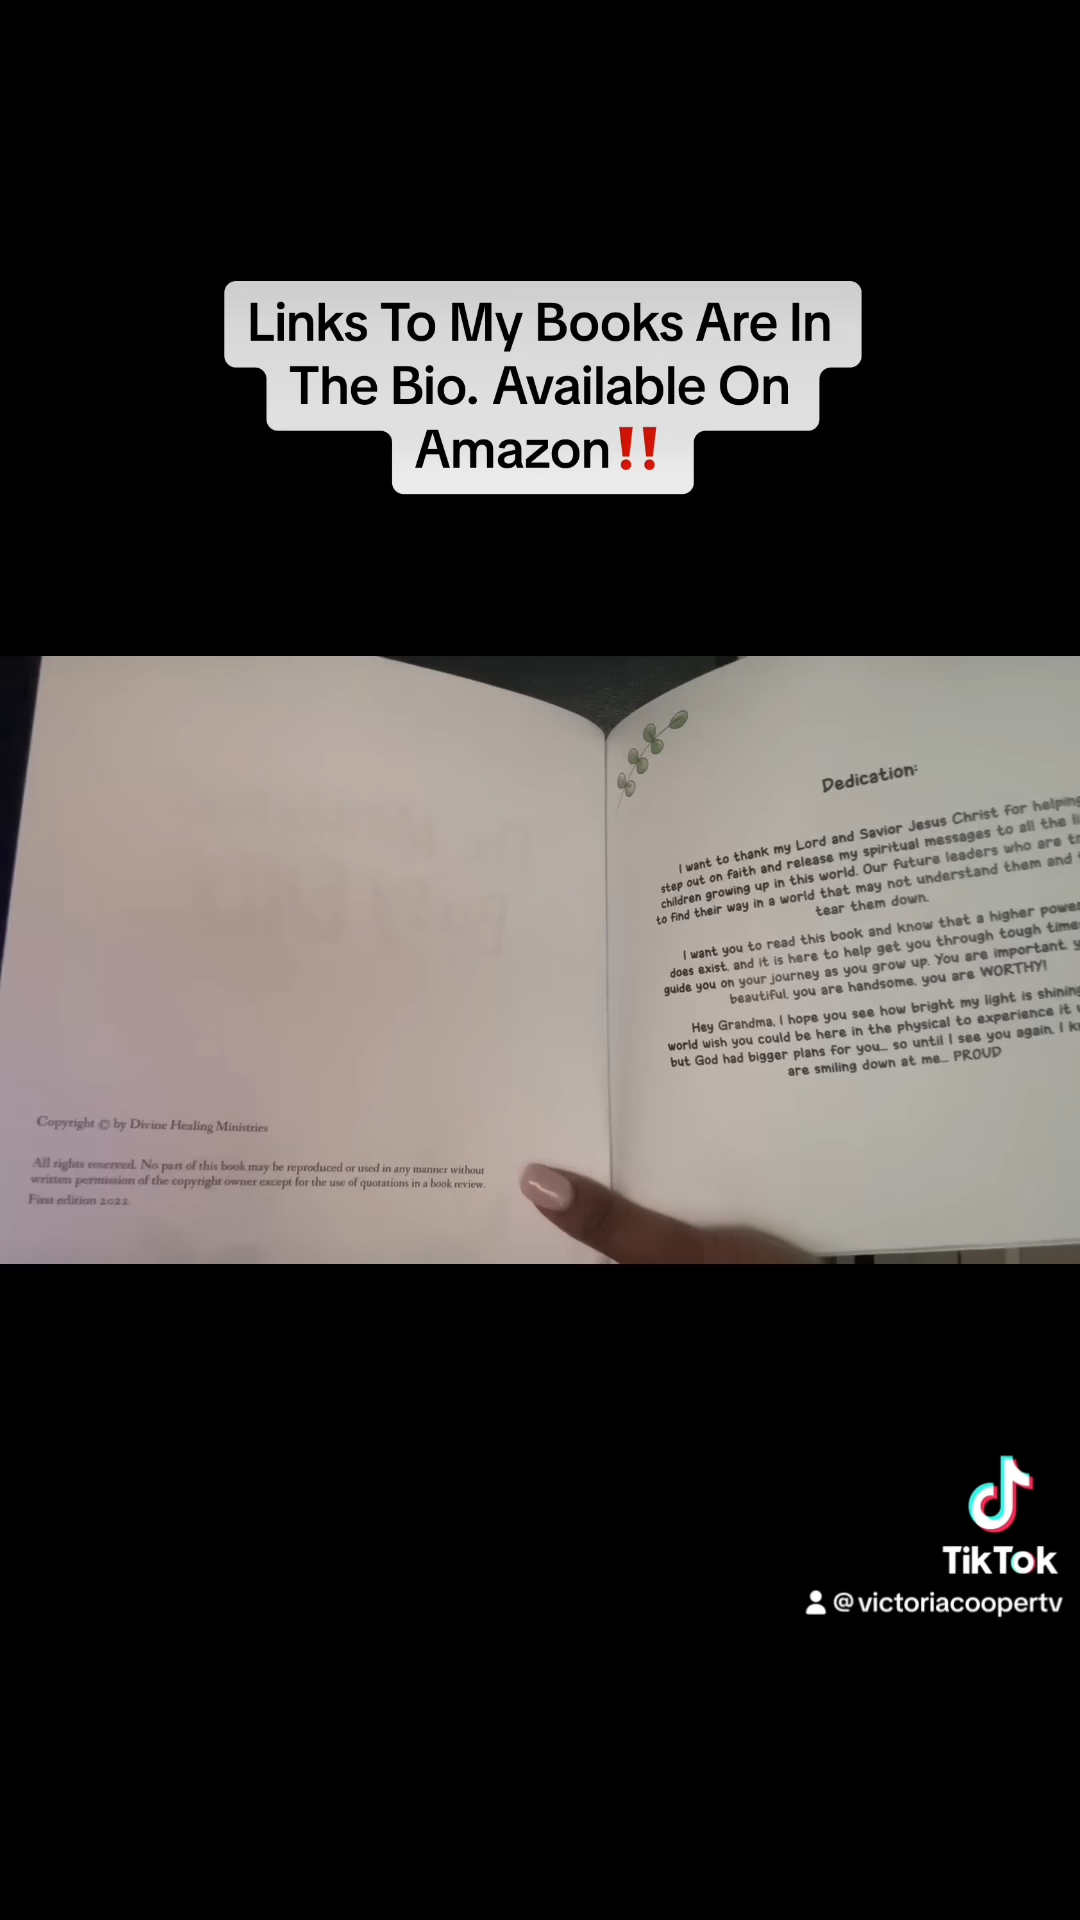 Links To My Books Are In
The Bio. Available On
Amazon‼️
Copyright © by Divine Healing Ministries
All rights reserved. No part of this book may be reproduced or used in any manner without
written permission of the copyright owner except for the use of quotations in a book review.
First edition 2022.
Dedication:
I want to thank my Lord and Savior Jesus Christ for helping
step out on faith and release my spiritual messages to all the
children growing up in this world. Our future leaders who are
to find their way in a world that may not understand them and
tear them down.
I want you to read this book and know that a higher power
does exist, and it is here to help get you through tough
guide you on your journey as you grow up. You are important,
beautiful, you are handsome, you are WORTHY!
Hey Grandma, I hope you see how bright my light is shining
world wish you could be here in the physical to experience it
but God had bigger plans for you... so until I see you again, I
are smiling down at me... PROUD
TikTok
@victoriacoopertv